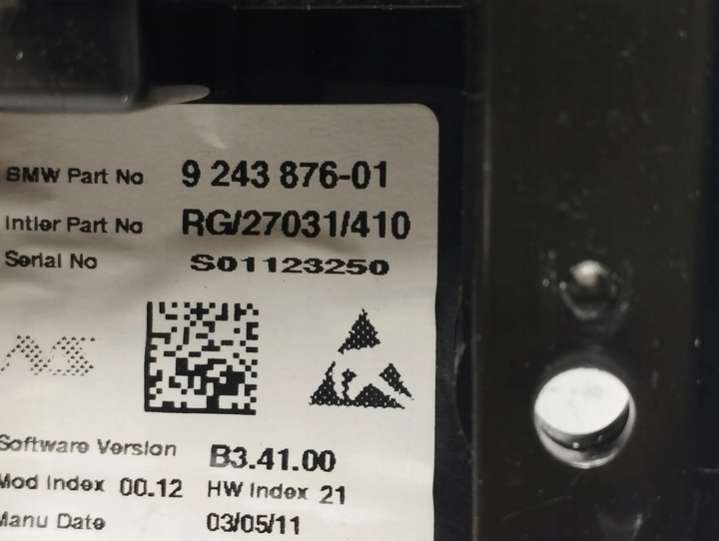 BMW Part No 9 243 876-01
Intier Part No RG/27031/410
Serial No S01123250
Software Version B3.41.00
Mod Index 00.12 HW Index 21
Manu Date 03/05/11